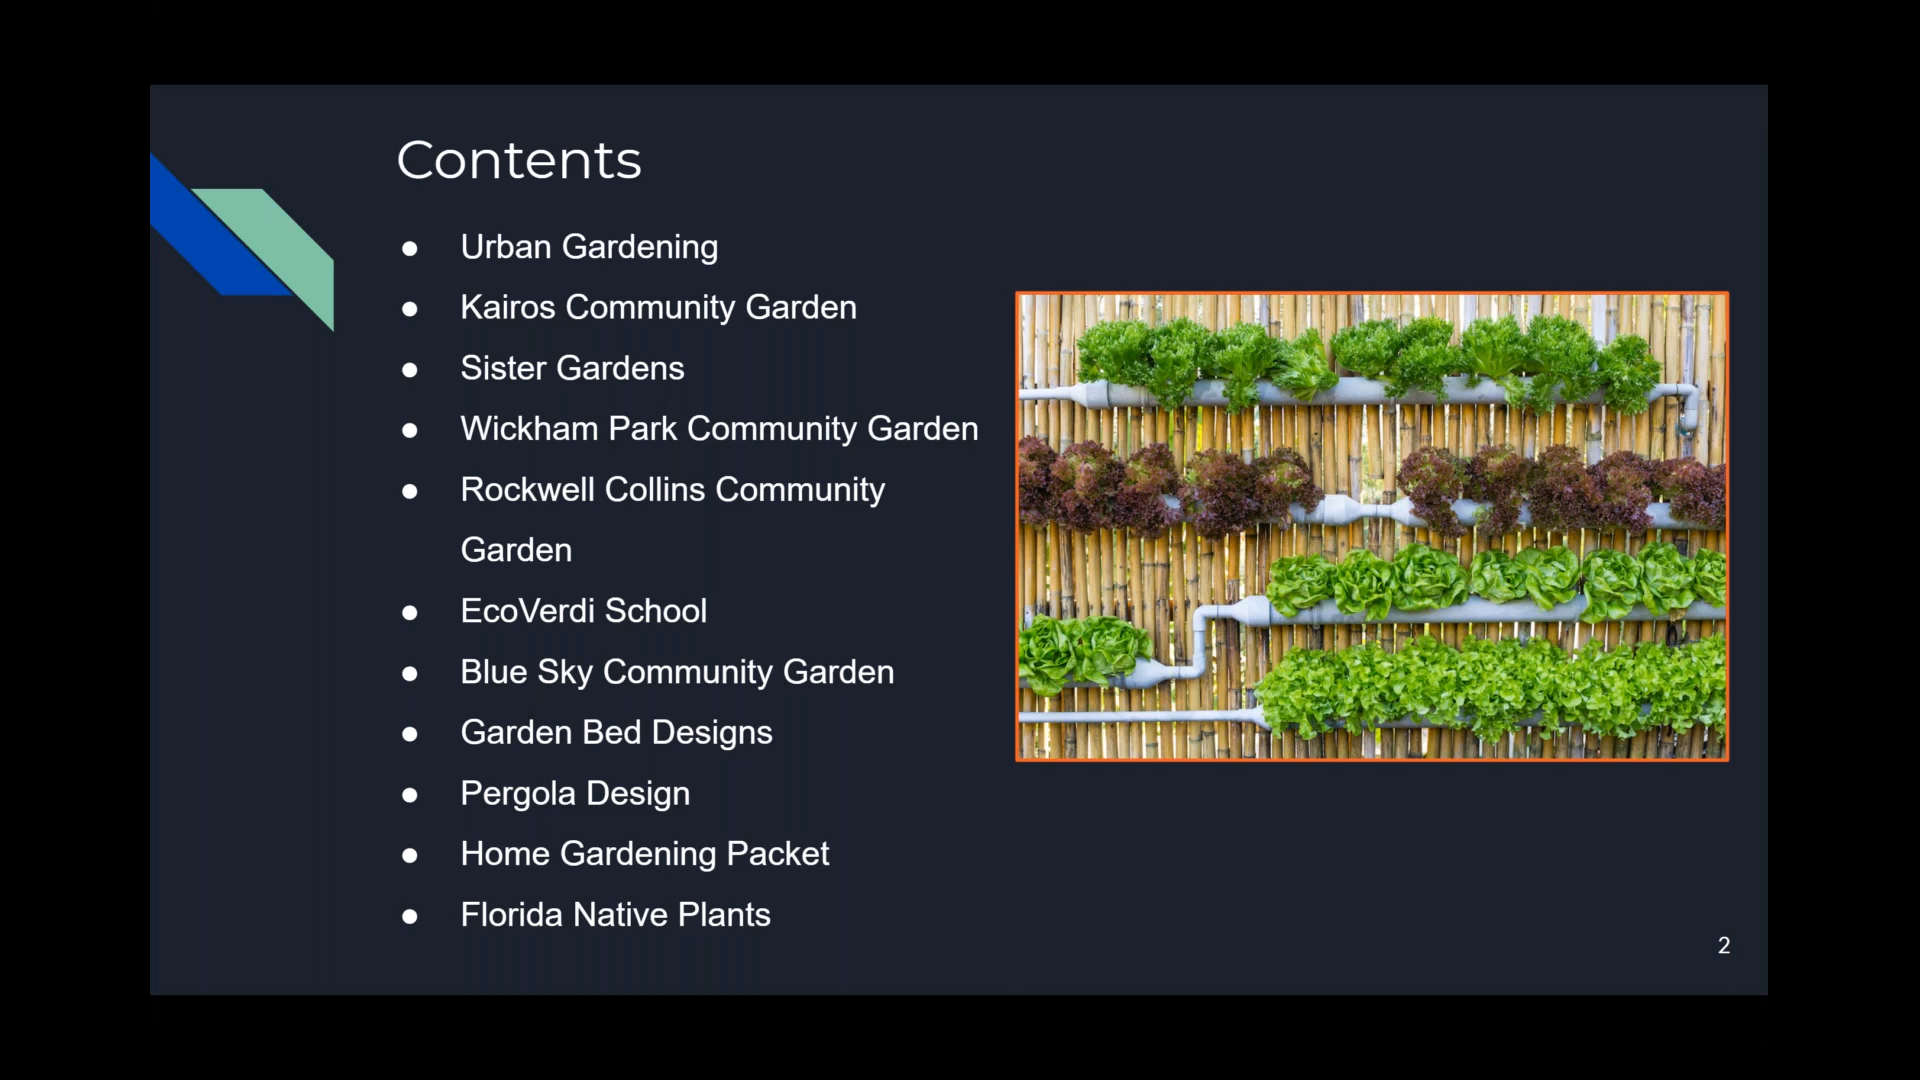 Contents
● Urban Gardening
● Kairos Community Garden
● Sister Gardens
● Wickham Park Community Garden
● Rockwell Collins Community
Garden
● EcoVerdi School
● Blue Sky Community Garden
● Garden Bed Designs
● Pergola Design
● Home Gardening Packet
● Florida Native Plants
2